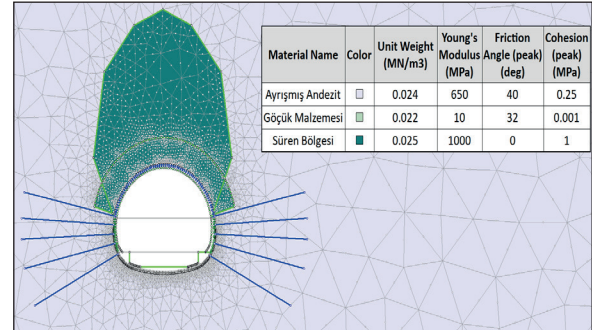 Material Name Color Unit Weight (MN/m3) Young's Modulus (MPa) Friction Angle (peak) (deg) Cohesion (peak) (MPa)
Ayrışmış Andezit 0.024 650 40 0.25
Göçük Malzemesi 0.022 10 32 0.001
Süren Bölgesi 0.025 1000 0 1